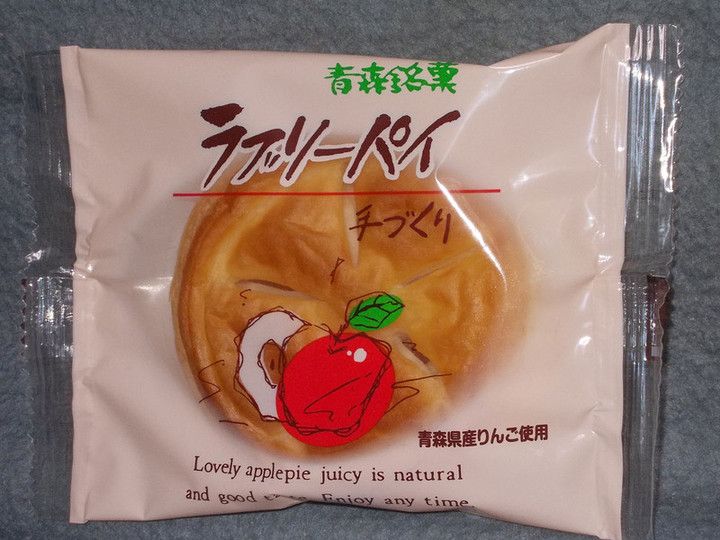 青森銘菓
ラブリーパイ
手づくり
青森県産りんご使用
Lovely applepie juicy is natural
and good Enjoy any time.